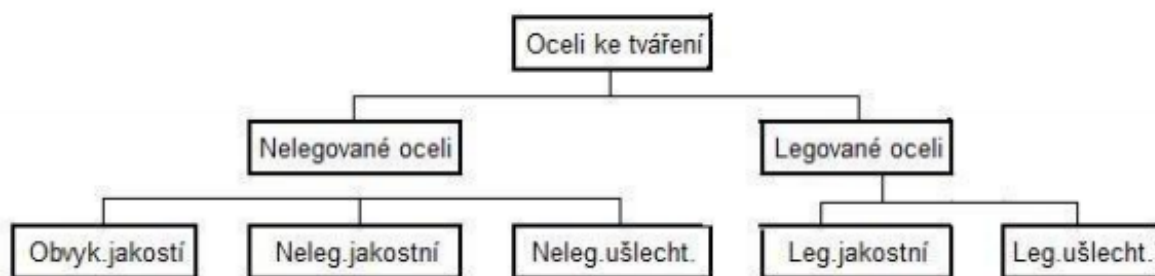 Oceli ke tváření
Nelegované oceli
Legované oceli
Obvyk.jakostí
Neleg.jakostní
Neleg.ušlecht.
Leg.jakostní
Leg.ušlecht.